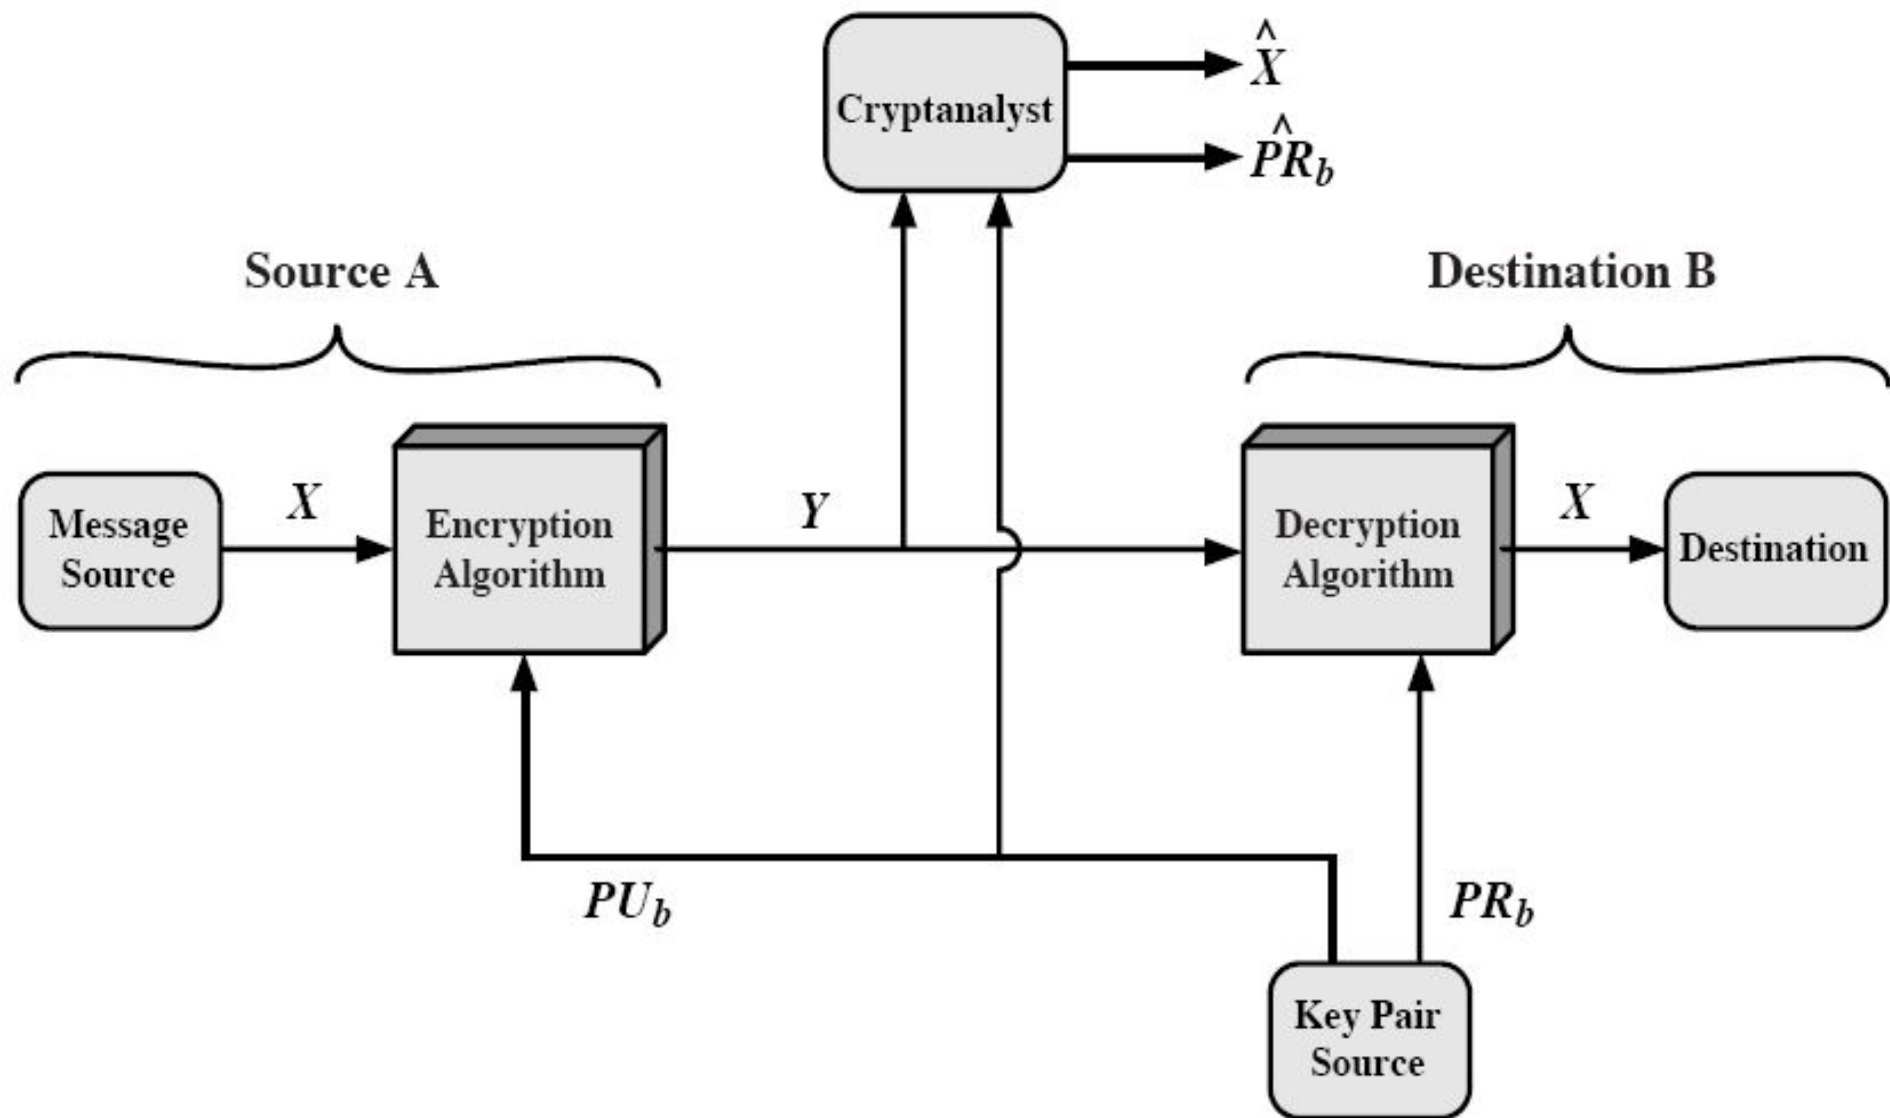 X̂
Cryptanalyst
P̂R_b
Source A
Destination B
X
Y
X
Message
Source
Encryption
Algorithm
Decryption
Algorithm
Destination
PU_b
PR_b
Key Pair
Source